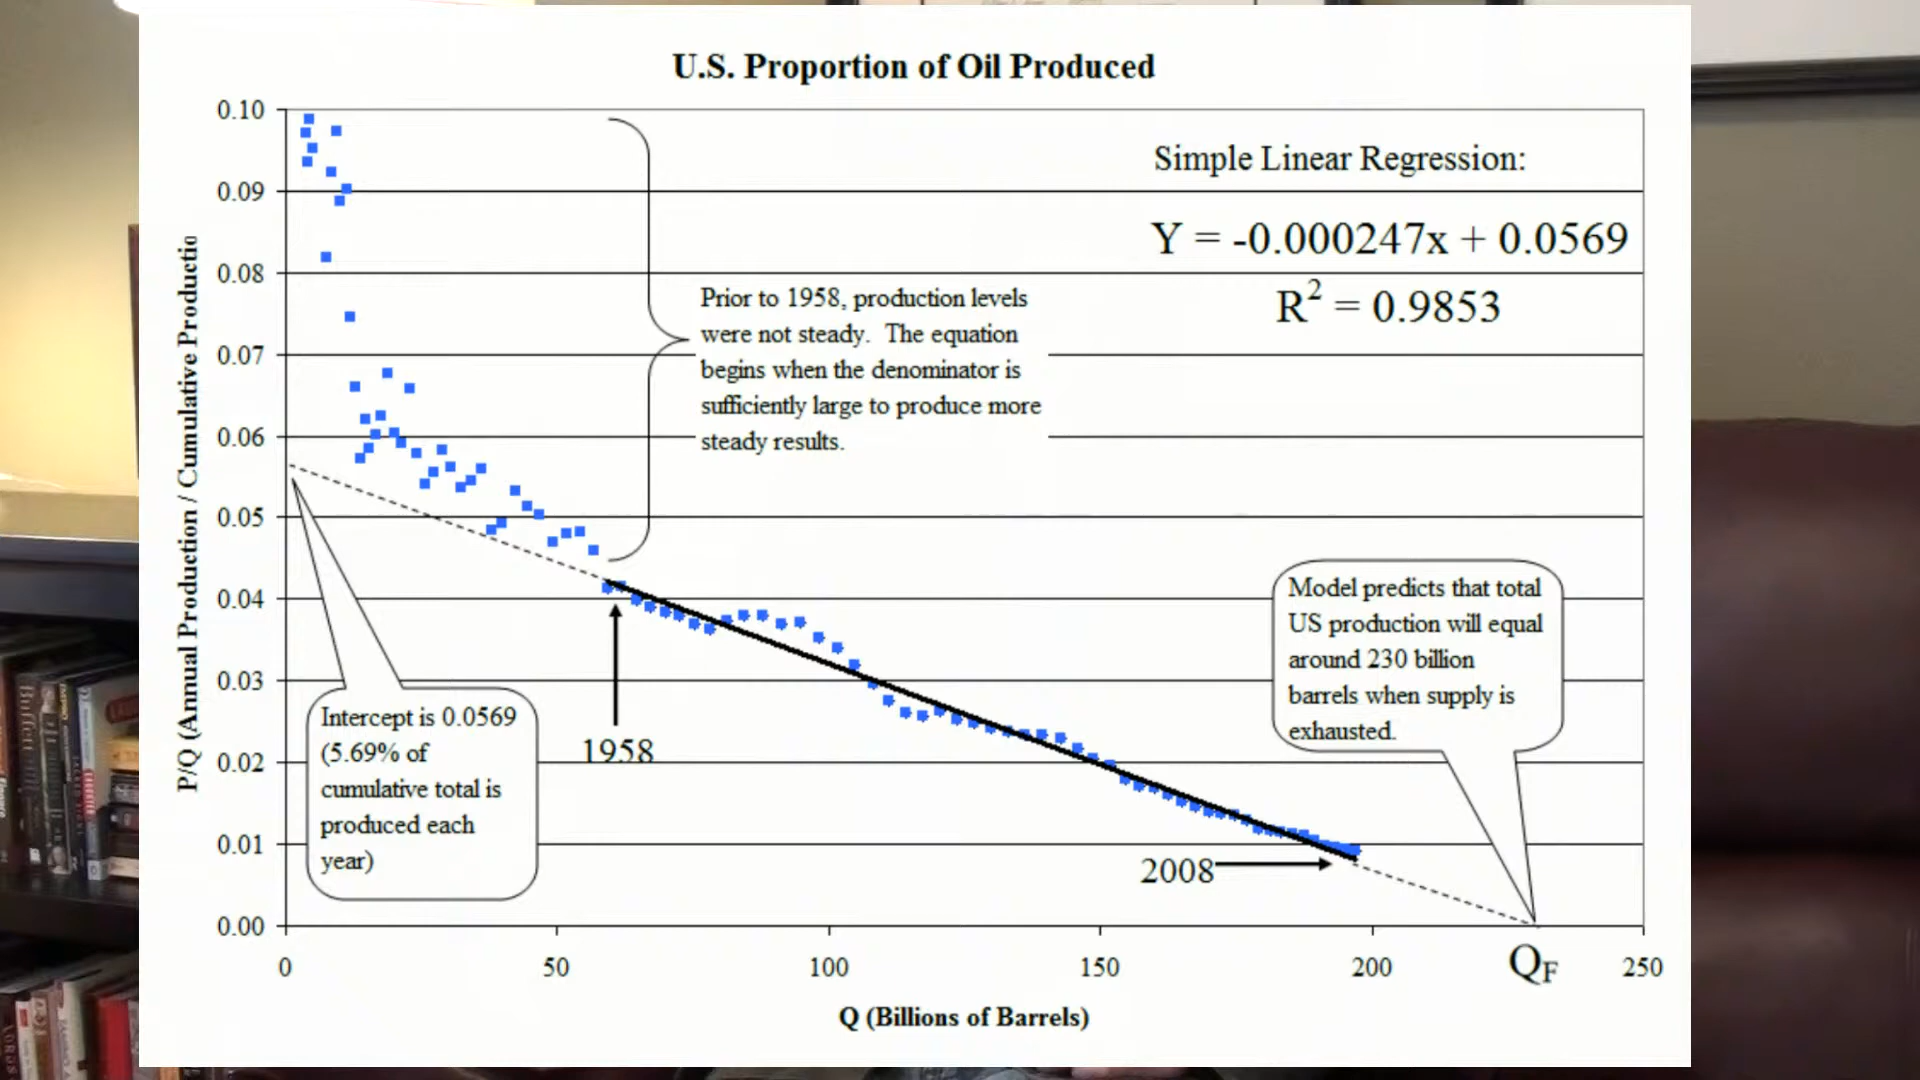 U.S. Proportion of Oil Produced
0.10
0.09
0.08
0.07
0.06
0.05
0.04
0.03
0.02
0.01
0.00
P/Q (Annual Production / Cumulative Productio
Simple Linear Regression:
Y = -0.000247x + 0.0569
R² = 0.9853
Prior to 1958, production levels
were not steady. The equation
begins when the denominator is
sufficiently large to produce more
steady results.
Model predicts that total
US production will equal
around 230 billion
barrels when supply is
exhausted.
Intercept is 0.0569
(5.69% of
cumulative total is
produced each
year)
1958
2008
0
50
100
150
200
QF
250
Q (Billions of Barrels)
Buffett